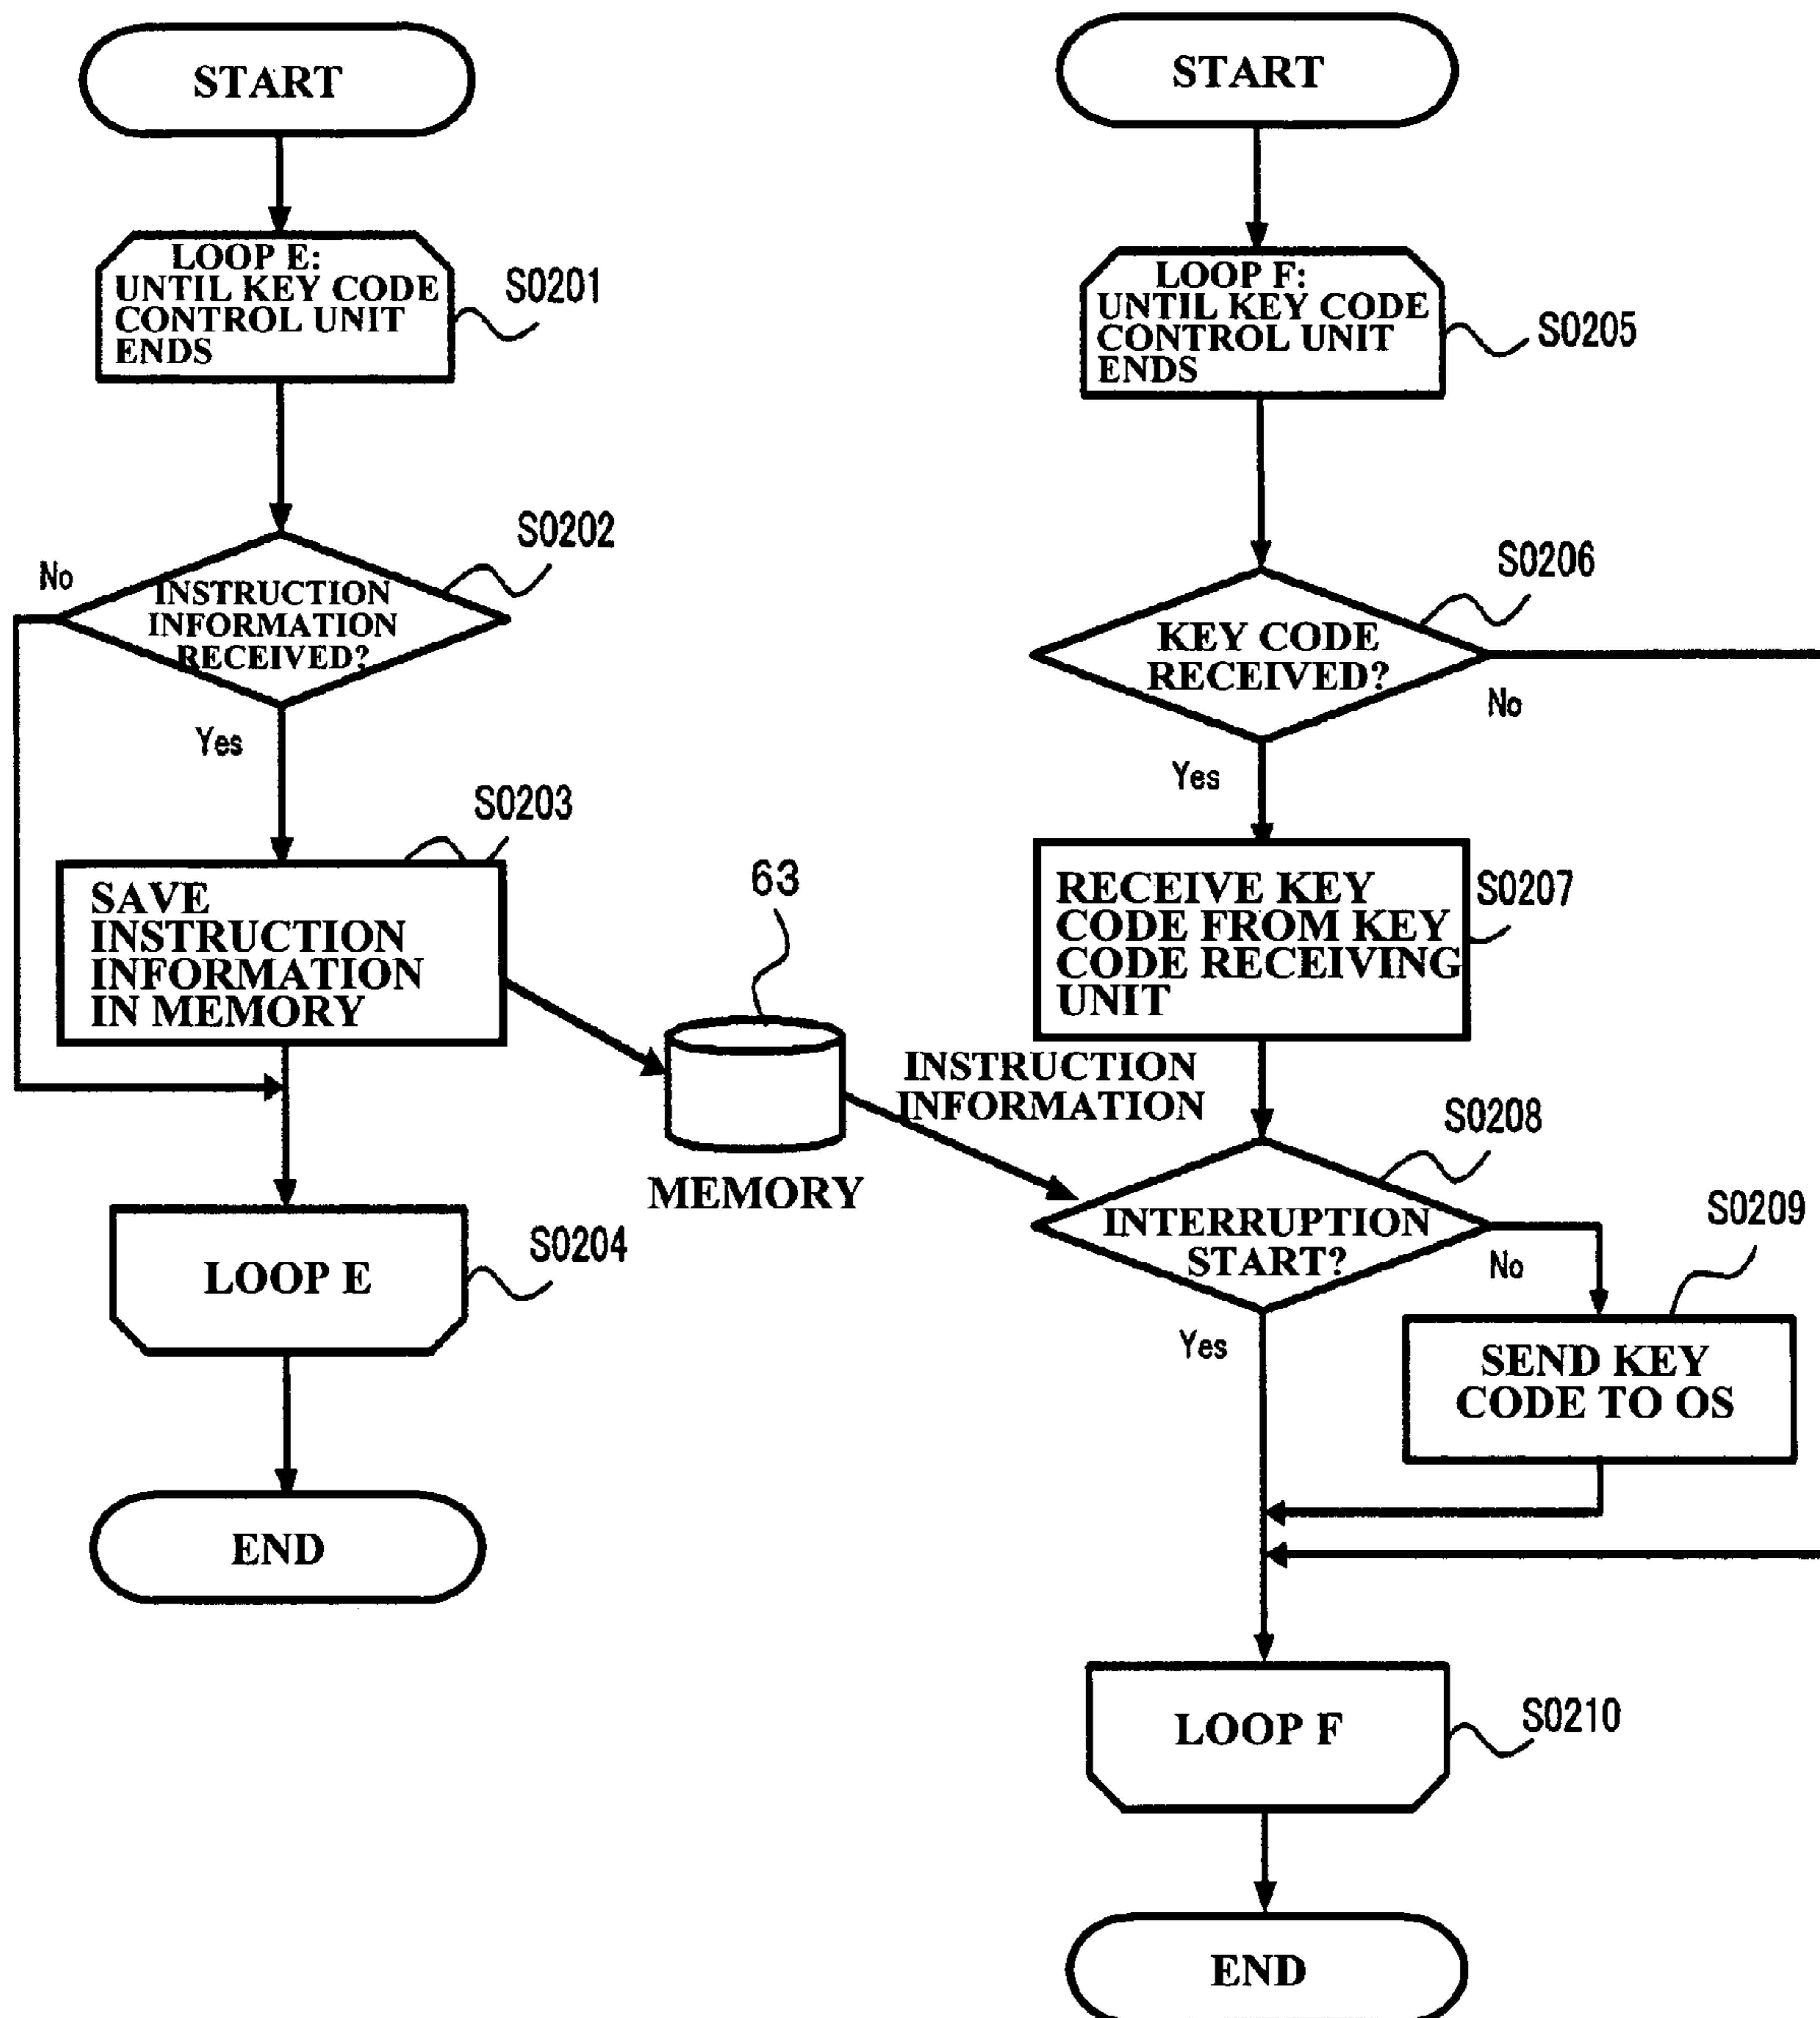 START
LOOP E:
UNTIL KEY CODE
CONTROL UNIT
ENDS
S0201
No
INSTRUCTION
INFORMATION
RECEIVED?
S0202
Yes
SAVE
INSTRUCTION
INFORMATION
IN MEMORY
S0203
63
MEMORY
INSTRUCTION
INFORMATION
LOOP E
S0204
END
START
LOOP F:
UNTIL KEY CODE
CONTROL UNIT
ENDS
S0205
KEY CODE
RECEIVED?
S0206
No
Yes
RECEIVE KEY
CODE FROM KEY
CODE RECEIVING
UNIT
S0207
INTERRUPTION
START?
S0208
No
Yes
SEND KEY
CODE TO OS
S0209
LOOP F
S0210
END